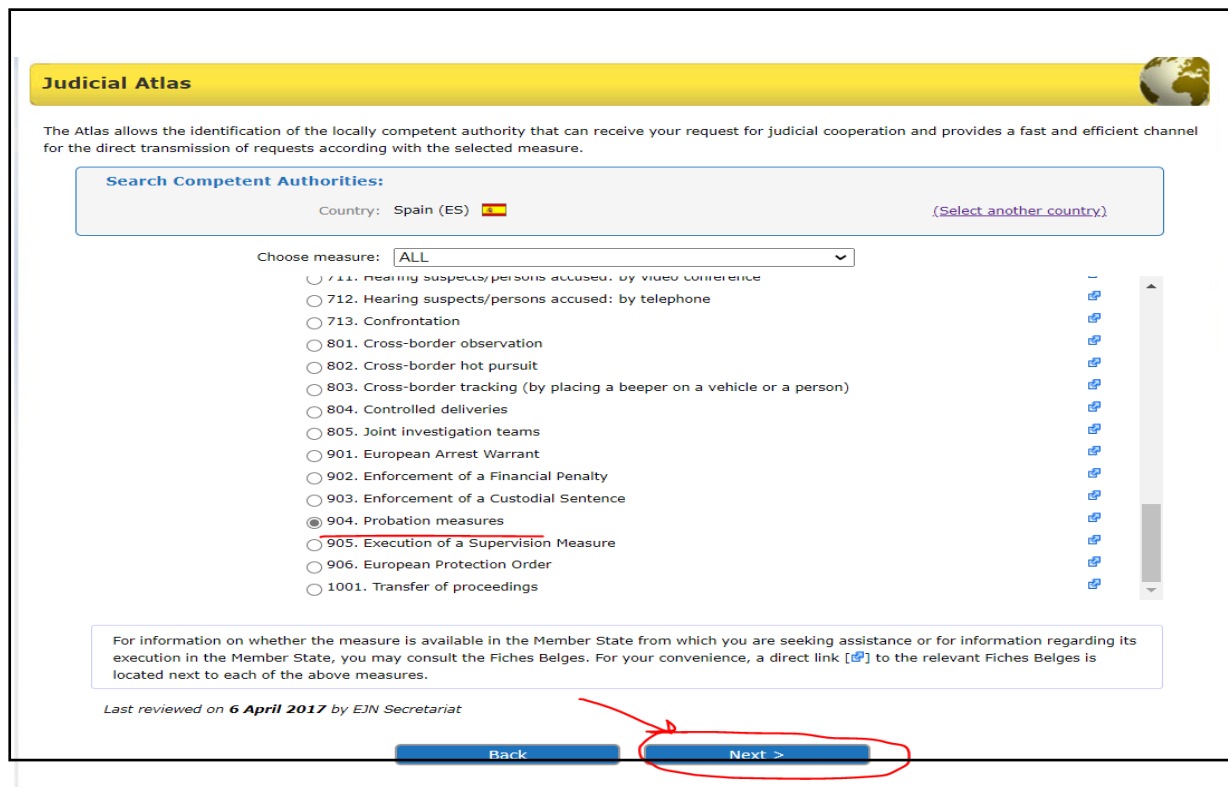 Judicial Atlas
The Atlas allows the identification of the locally competent authority that can receive your request for judicial cooperation and provides a fast and efficient channel
for the direct transmission of requests according with the selected measure.
Search Competent Authorities:
Country: Spain (ES) (Select another country)
Choose measure: ALL
711. Hearing suspects/persons accused: by video conference
712. Hearing suspects/persons accused: by telephone
713. Confrontation
801. Cross-border observation
802. Cross-border hot pursuit
803. Cross-border tracking (by placing a beeper on a vehicle or a person)
804. Controlled deliveries
805. Joint investigation teams
901. European Arrest Warrant
902. Enforcement of a Financial Penalty
903. Enforcement of a Custodial Sentence
904. Probation measures
905. Execution of a Supervision Measure
906. European Protection Order
1001. Transfer of proceedings
For information on whether the measure is available in the Member State from which you are seeking assistance or for information regarding its
execution in the Member State, you may consult the Fiches Belges. For your convenience, a direct link [] to the relevant Fiches Belges is
located next to each of the above measures.
Last reviewed on 6 April 2017 by EJN Secretariat
Back Next >